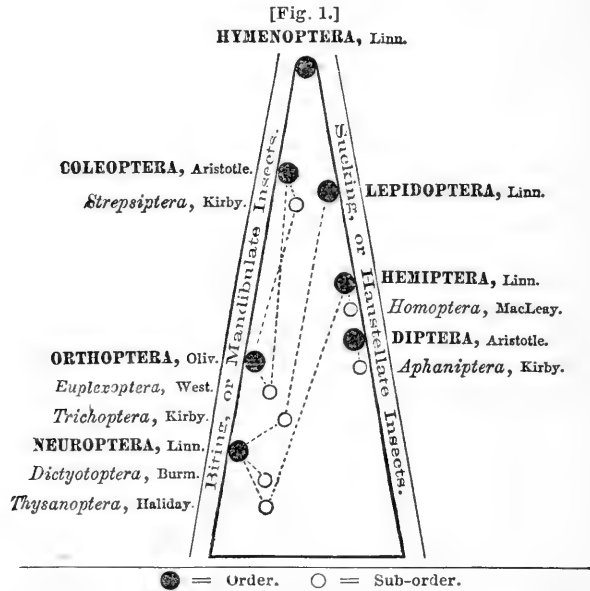 [Fig. 1.]
HYMENOPTERA, Linn.
COLEOPTERA, Aristotle.
Strepsiptera, Kirby.
LEPIDOPTERA, Linn.
HEMIPTERA, Linn.
Homoptera, MacLeay.
DIPTERA, Aristotle.
Aphaniptera, Kirby.
ORTHOPTERA, Oliv.
Euplexoptera, West.
Trichoptera, Kirby.
NEUROPTERA, Linn.
Dictyotoptera, Burm.
Thysanoptera, Haliday.
Biting, or Mandibulate Insects.
Sucking, or Haustellate Insects.
= Order. = Sub-order.